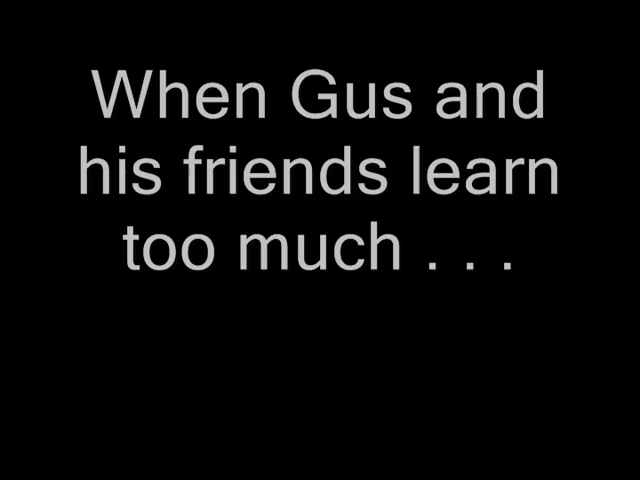 When Gus and
his friends learn
too much . . .